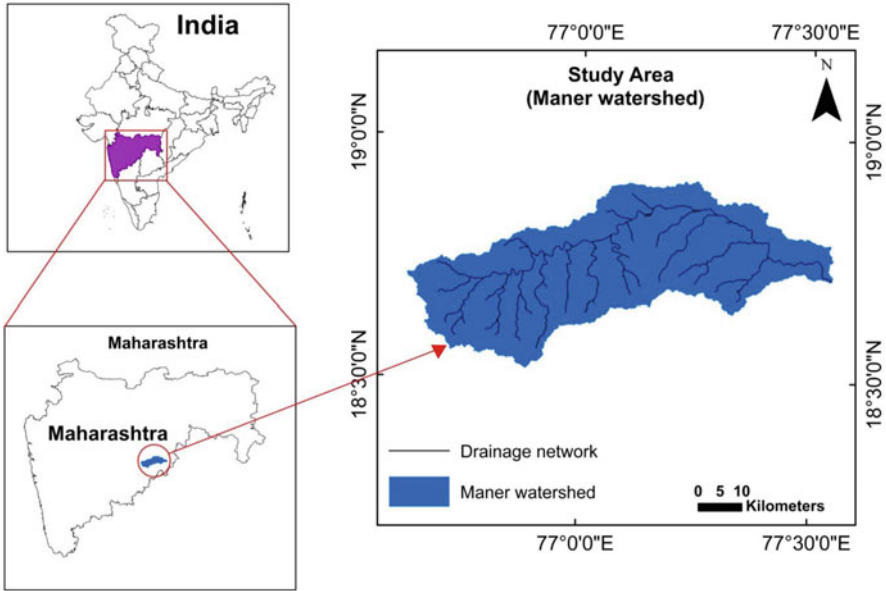 India
Maharashtra
Maharashtra
77°0'0"E
77°30'0"E
Study Area
(Maner watershed)
N
19°0'0"N
19°0'0"N
18°30'0"N
18°30'0"N
Drainage network
Maner watershed
0 5 10
Kilometers
77°0'0"E
77°30'0"E